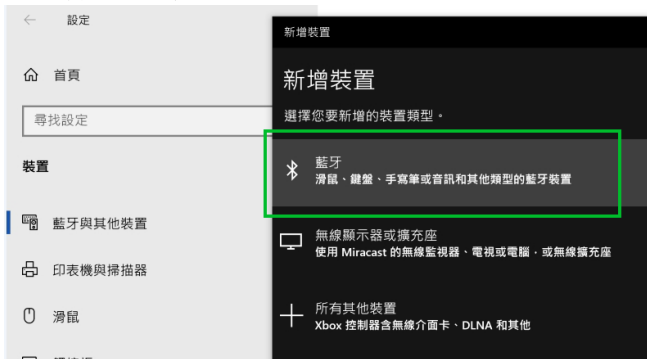 設定
首頁
尋找設定
裝置
藍牙與其他裝置
印表機與掃描器
滑鼠
新增裝置
新增裝置
選擇您要新增的裝置類型。
藍牙
滑鼠、鍵盤、手寫筆或音訊和其他類型的藍牙裝置
無線顯示器或擴充座
使用 Miracast 的無線監視器、電視或電腦，或無線擴充座
所有其他裝置
Xbox 控制器含無線介面卡、DLNA 和其他